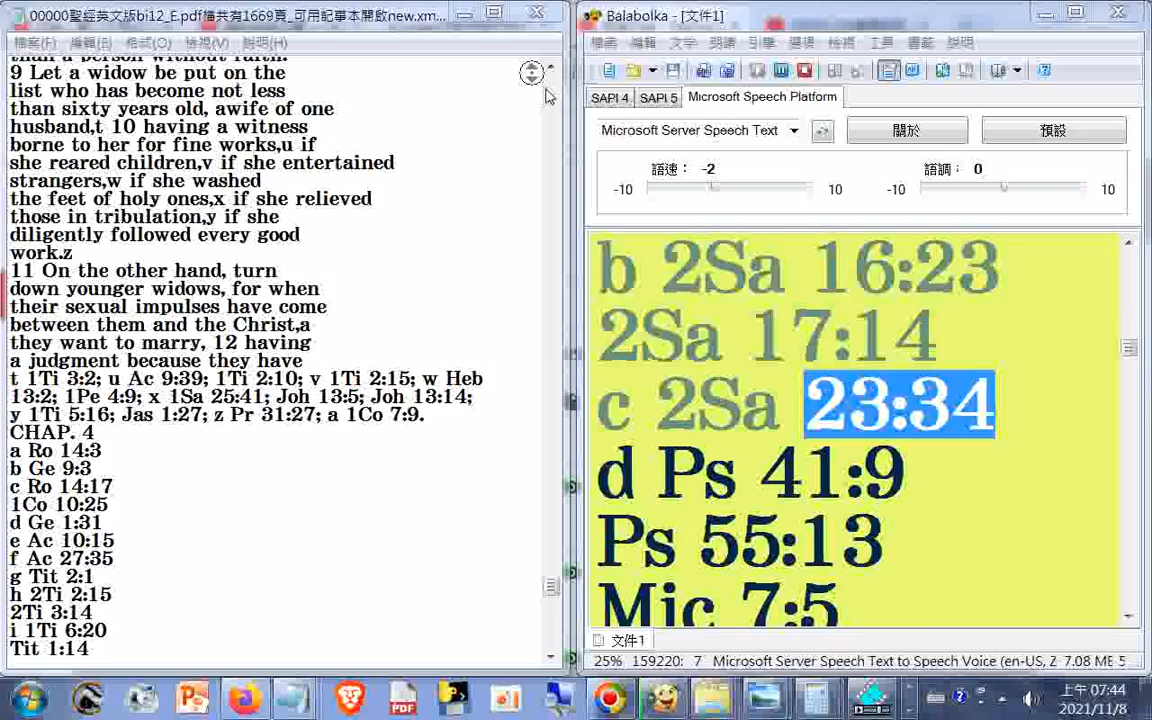 00000聖經英文版bi12_E.pdf檔共有1669頁_可用記事本開啟new.xm...
檔案(F) 編輯(E) 格式(O) 檢視(V) 說明(H)
than a person without faith.
9 Let a widow be put on the
list who has become not less
than sixty years old, awife of one
husband,t 10 having a witness
borne to her for fine works,u if
she reared children,v if she entertained
strangers,w if she washed
the feet of holy ones,x if she relieved
those in tribulation,y if she
diligently followed every good
work.z
11 On the other hand, turn
down younger widows, for when
their sexual impulses have come
between them and the Christ,a
they want to marry, 12 having
a judgment because they have
t 1Ti 3:2; u Ac 9:39; 1Ti 2:10; v 1Ti 2:15; w Heb
13:2; 1Pe 4:9; x 1Sa 25:41; Joh 13:5; Joh 13:14;
y 1Ti 5:16; Jas 1:27; z Pr 31:27; a 1Co 7:9.
CHAP. 4
a Ro 14:3
b Ge 9:3
c Ro 14:17
1Co 10:25
d Ge 1:31
e Ac 10:15
f Ac 27:35
g Tit 2:1
h 2Ti 2:15
2Ti 3:14
i 1Ti 6:20
Tit 1:14
Balabolka - [文件1]
檔案 編輯 文字 朗讀 引擎 選項 檢視 工具 書籤 說明
SAPI 4 SAPI 5 Microsoft Speech Platform
Microsoft Server Speech Text 關於 預設
語速： -2 語調： 0
-10 10 -10 10
b 2Sa 16:23
2Sa 17:14
c 2Sa 23:34
d Ps 41:9
Ps 55:13
Mic 7:5
文件1
25% 159220: 7 Microsoft Server Speech Text to Speech Voice (en-US, Z 7.08 MB 5
PDF
上午 07:44
2021/11/8